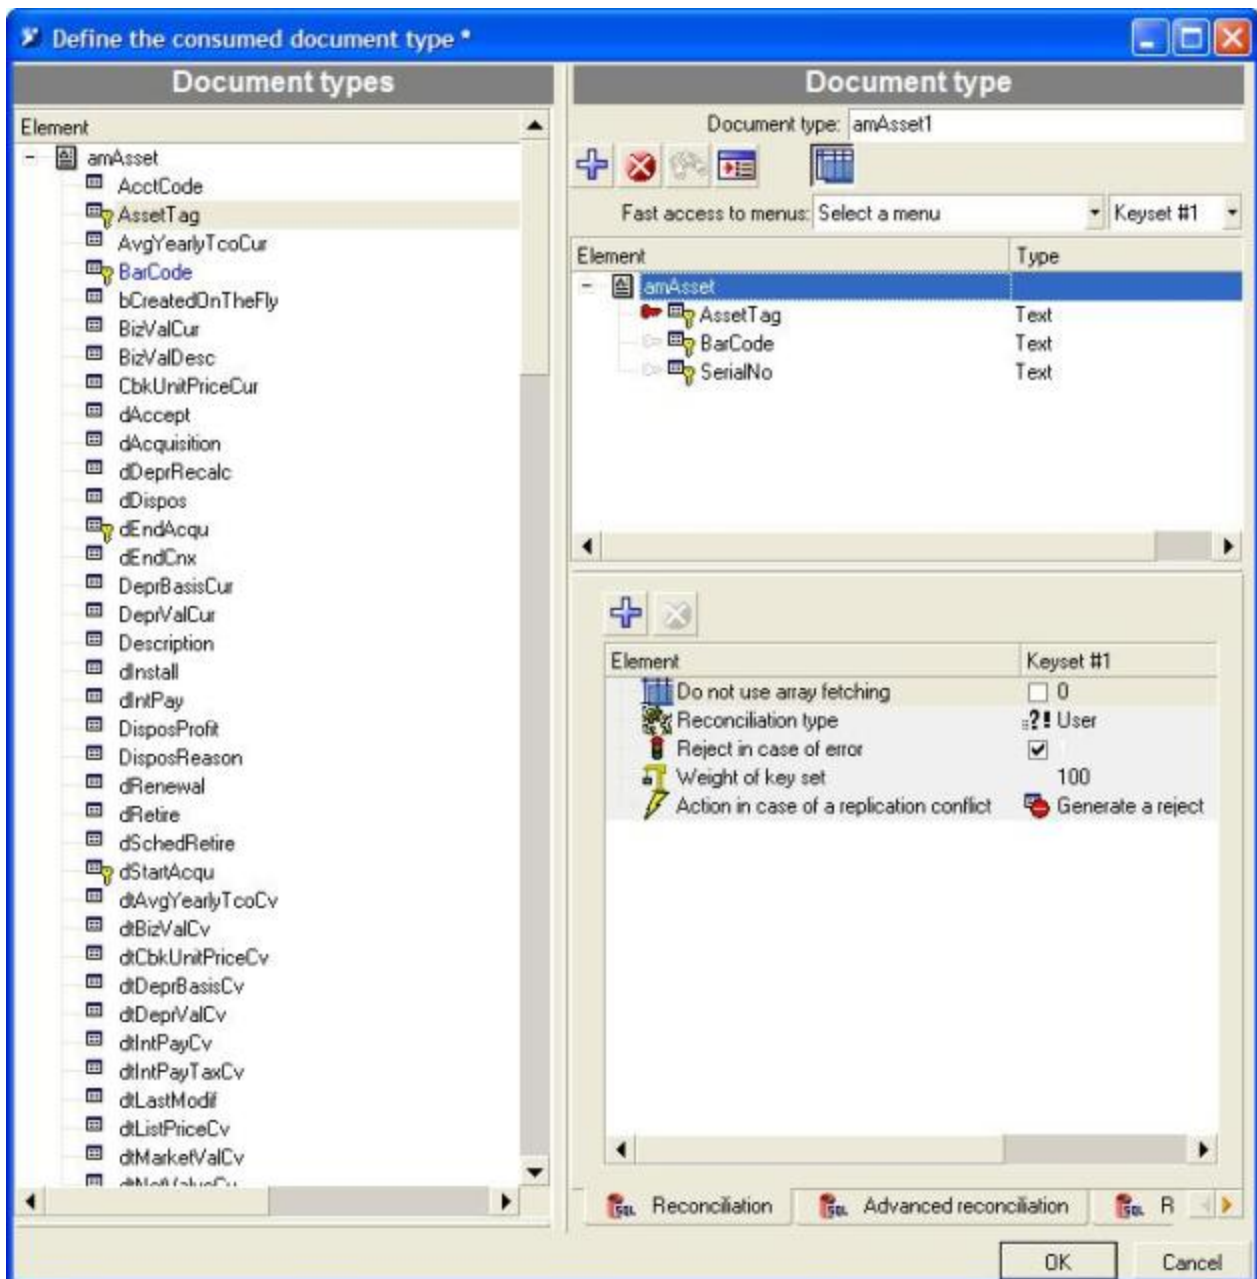 Define the consumed document type *
Document types
Element
amAsset
AcctCode
AssetTag
AvgYearlyTcoCur
BarCode
bCreatedOnTheFly
BizValCur
BizValDesc
CbkUnitPriceCur
dAccept
dAcquisition
dDeprRecalc
dDispos
dEndAcqu
dEndCnx
DeprBasisCur
DeprValCur
Description
dInstall
dIntPay
DisposProfit
DisposReason
dRenewal
dRetire
dSchedRetire
dStartAcqu
dtAvgYearlyTcoCv
dtBizValCv
dtCbkUnitPriceCv
dtDeprBasisCv
dtDeprValCv
dtIntPayCv
dtIntPayTaxCv
dtLastModif
dtListPriceCv
dtMarketValCv
Document type
Document type: amAsset1
Fast access to menus: Select a menu Keyset #1
Element Type
amAsset
AssetTag Text
BarCode Text
SerialNo Text
Element Keyset #1
Do not use array fetching 0
Reconciliation type ?! User
Reject in case of error
Weight of key set 100
Action in case of a replication conflict Generate a reject
SQL Reconciliation SQL Advanced reconciliation SQL R
OK Cancel